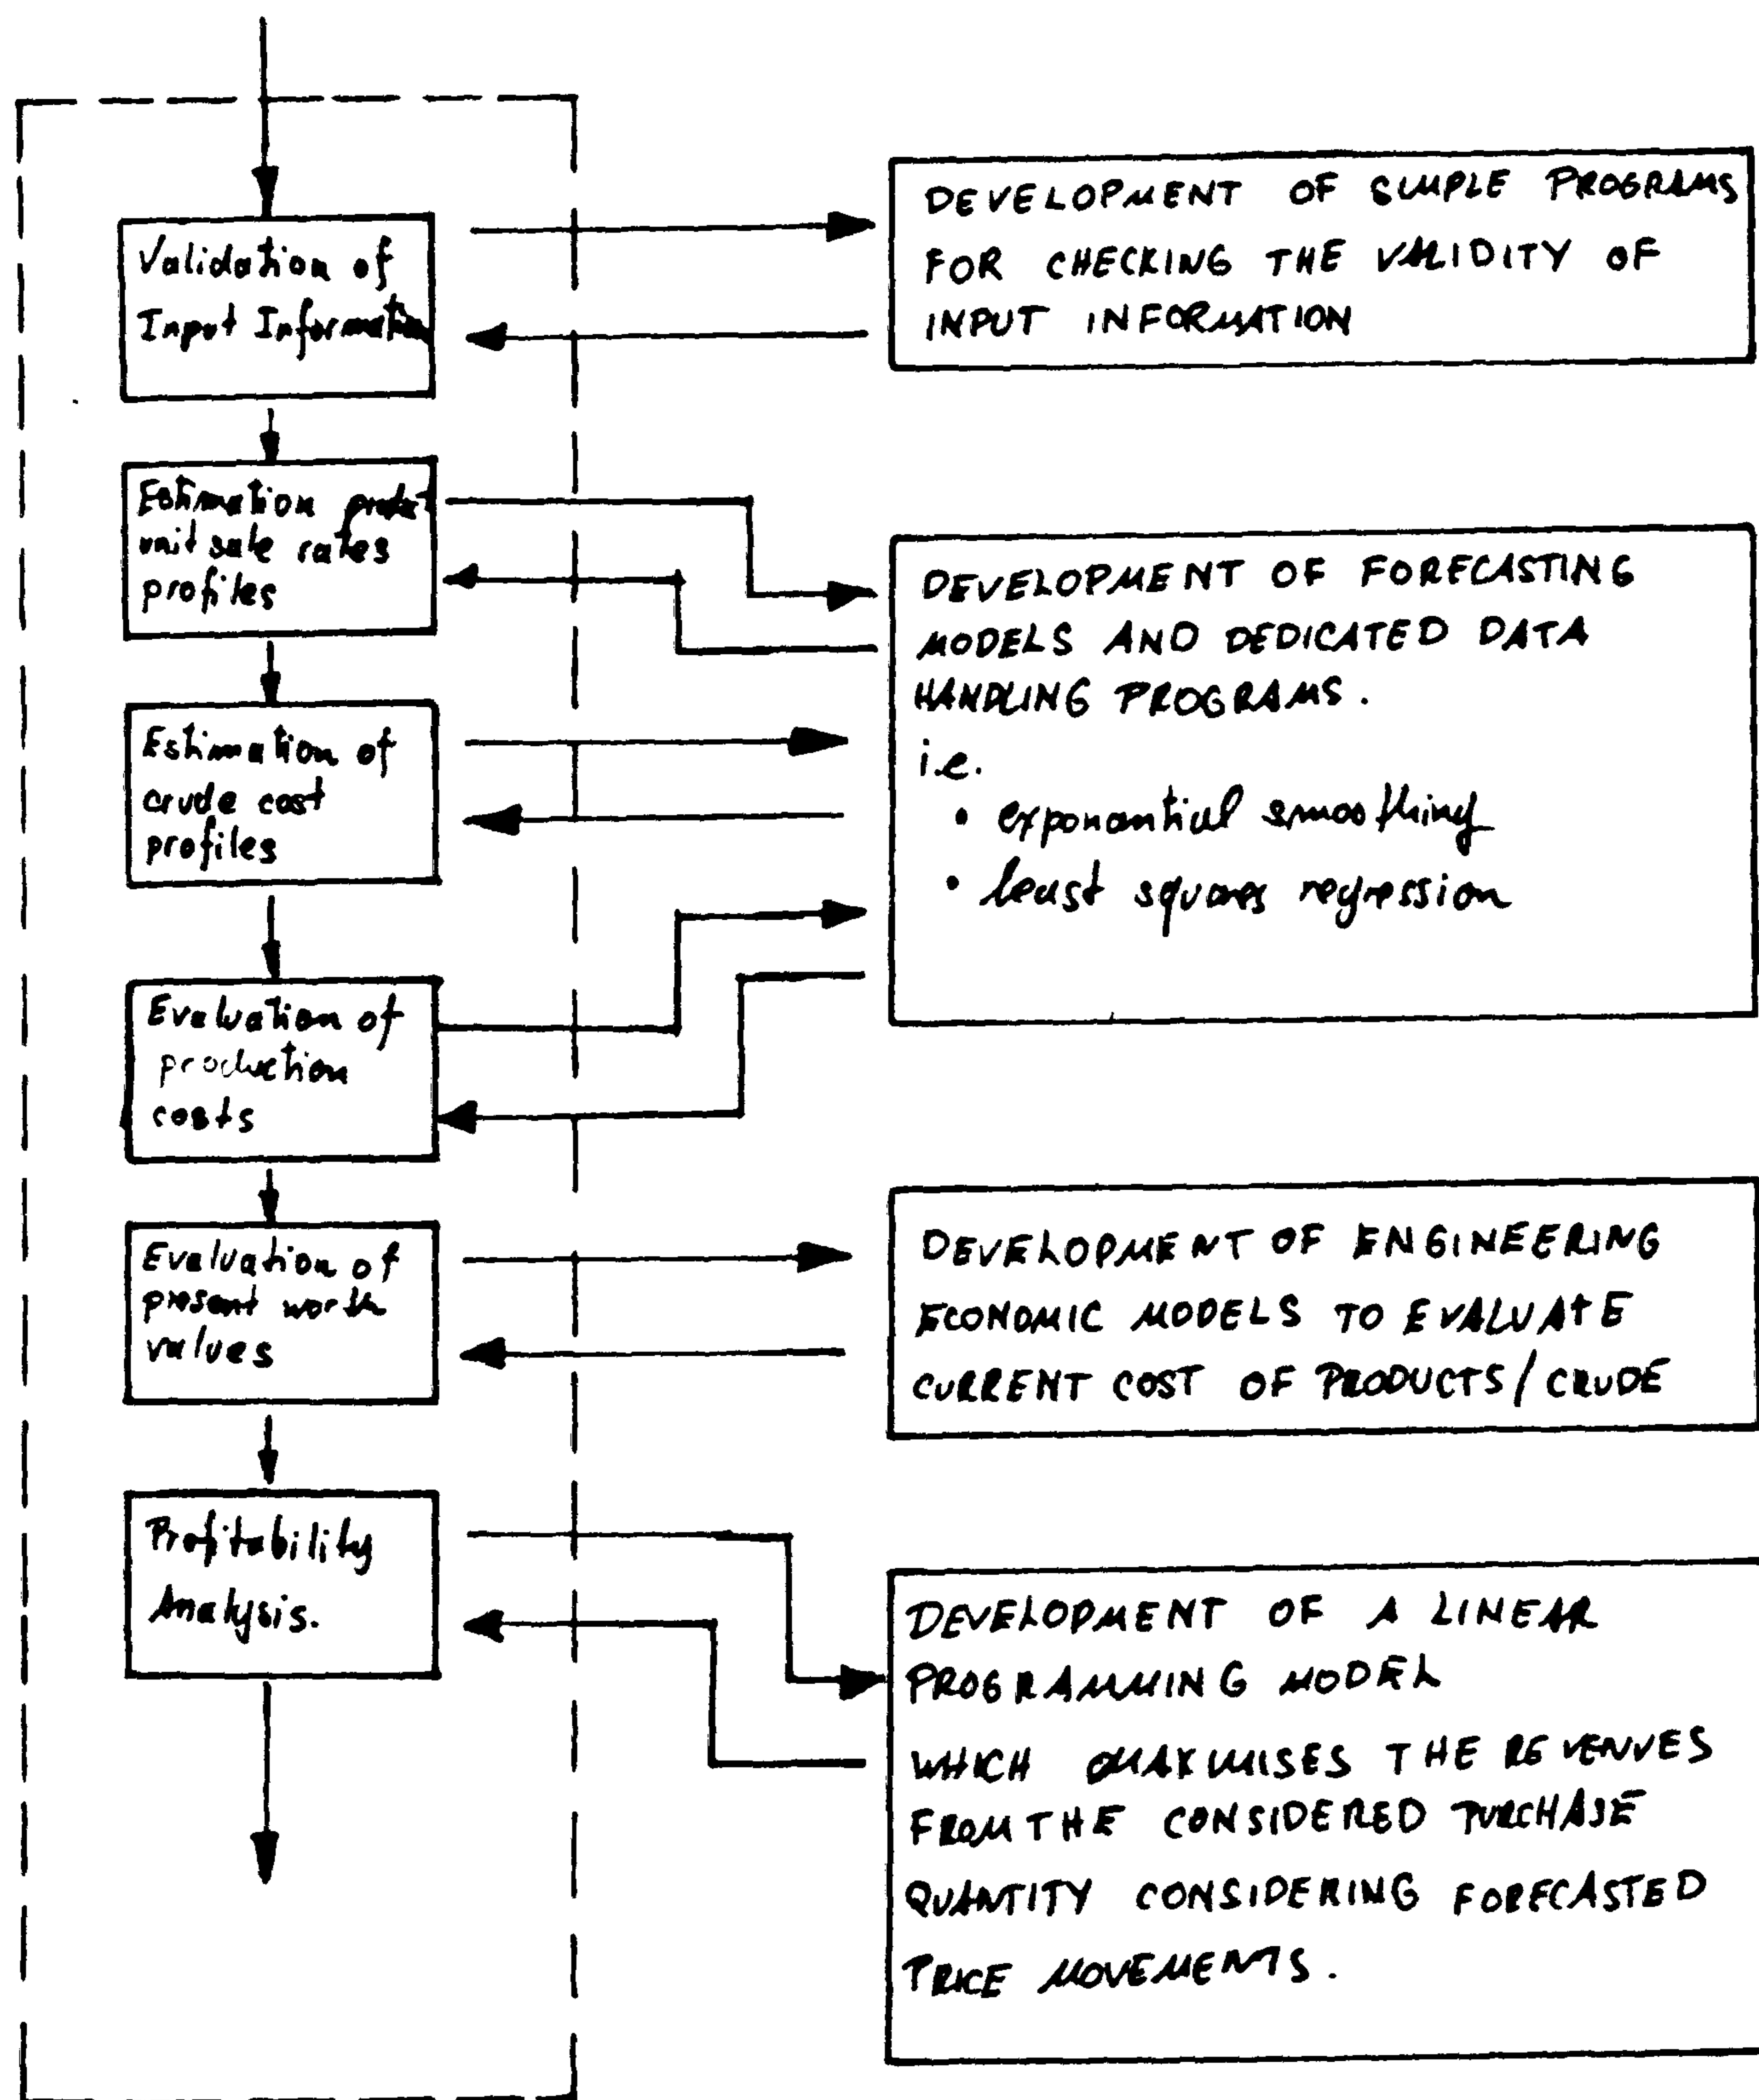 Validation of
Input Information
Estimation product
unit sale rates
profiles
Estimation of
crude cost
profiles
Evaluation of
production
costs
Evaluation of
present worth
values
Profitability
Analysis.
DEVELOPMENT OF SIMPLE PROGRAMS
FOR CHECKING THE VALIDITY OF
INPUT INFORMATION
DEVELOPMENT OF FORECASTING
MODELS AND DEDICATED DATA
HANDLING PROGRAMS.
i.e.
• exponantial smoothing
• least squares regression
DEVELOPMENT OF ENGINEERING
ECONOMIC MODELS TO EVALUATE
CURRENT COST OF PRODUCTS/CRUDE
DEVELOPMENT OF A LINEAR
PROGRAMMING MODEL
WHICH MAXIMISES THE REVENUES
FROM THE CONSIDERED PURCHASE
QUANTITY CONSIDERING FORECASTED
PRICE MOVEMENTS.